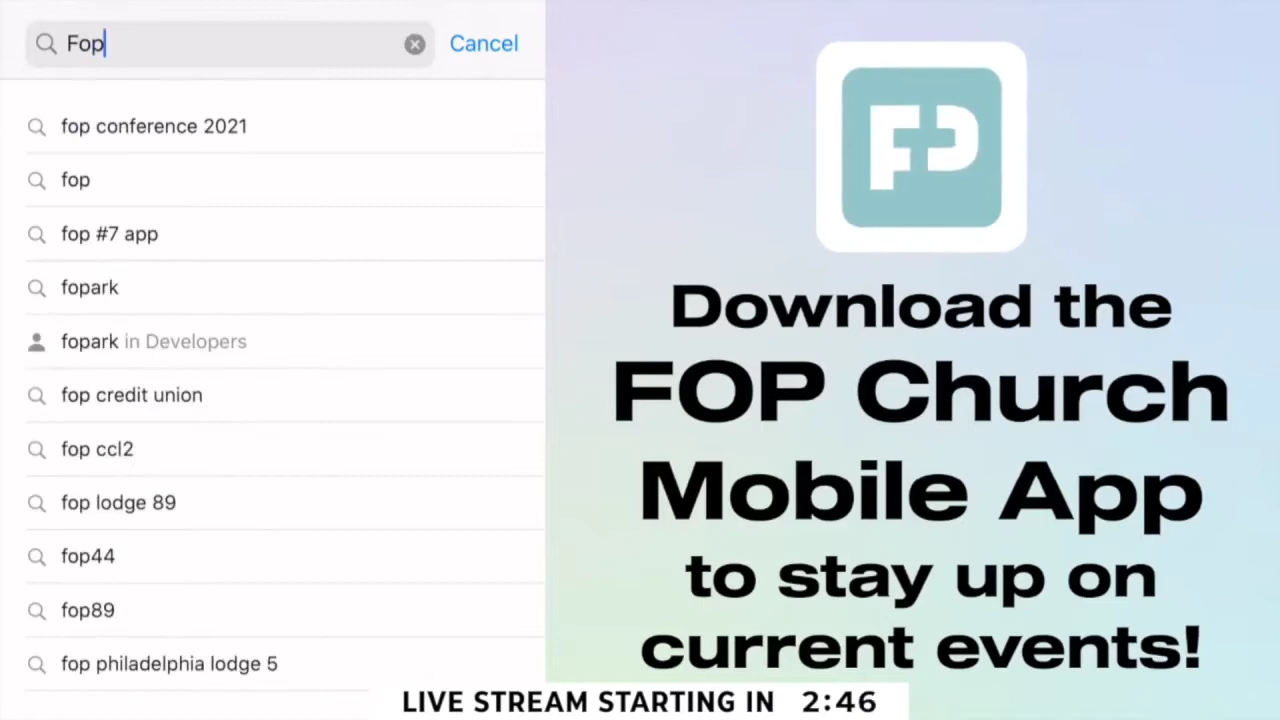 Fop
Cancel
fop conference 2021
fop
fop #7 app
fopark
fopark in Developers
fop credit union
fop ccl2
fop lodge 89
fop44
fop89
fop philadelphia lodge 5
FP
Download the
FOP Church
Mobile App
to stay up on
current events!
LIVE STREAM STARTING IN 2:46